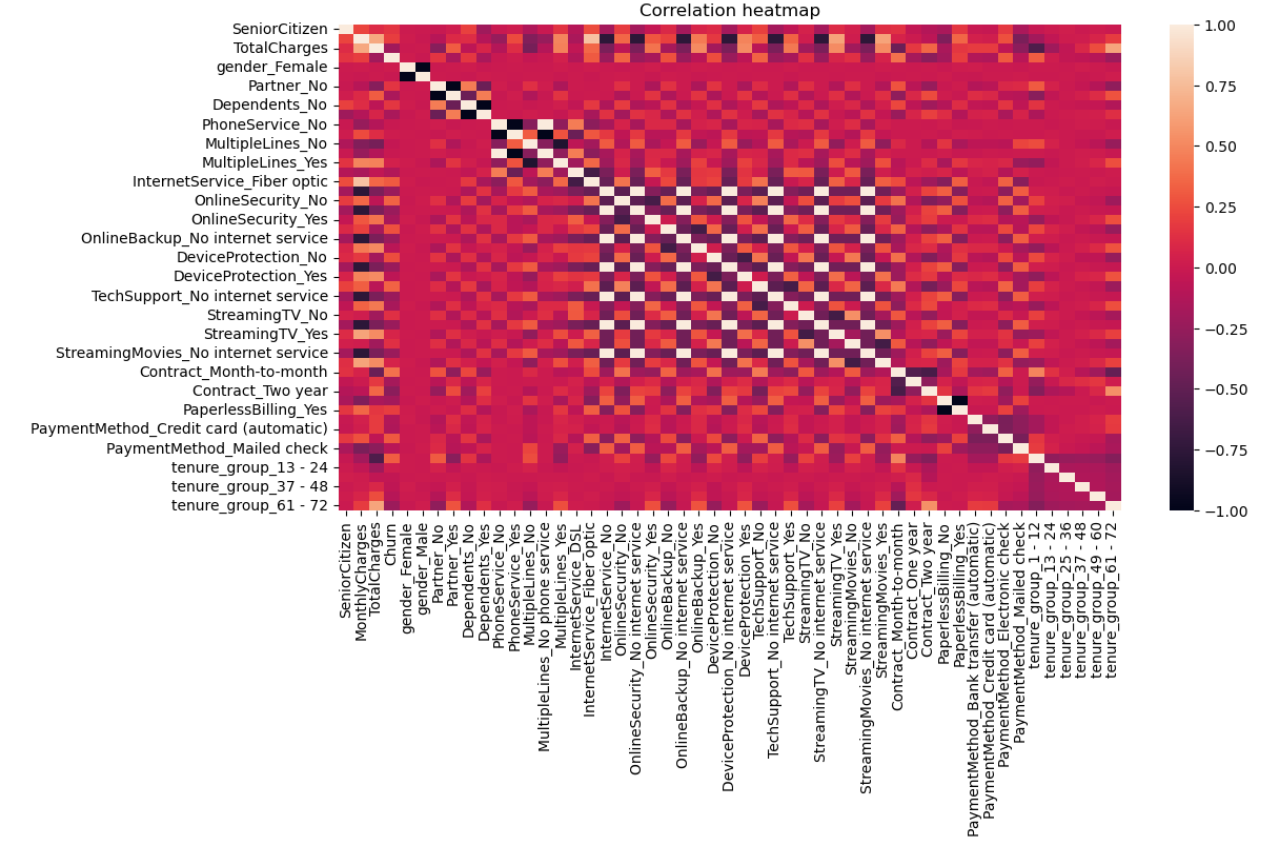 Correlation heatmap
SeniorCitizen
TotalCharges
gender_Female
Partner_No
Dependents_No
PhoneService_No
MultipleLines_No
MultipleLines_Yes
InternetService_Fiber optic
OnlineSecurity_No
OnlineSecurity_Yes
OnlineBackup_No internet service
DeviceProtection_No
DeviceProtection_Yes
TechSupport_No internet service
StreamingTV_No
StreamingTV_Yes
StreamingMovies_No internet service
Contract_Month-to-month
Contract_Two year
PaperlessBilling_Yes
PaymentMethod_Credit card (automatic)
PaymentMethod_Mailed check
tenure_group_13 - 24
tenure_group_37 - 48
tenure_group_61 - 72
SeniorCitizen
MonthlyCharges
TotalCharges
Churn
gender_Female
gender_Male
Partner_No
Partner_Yes
Dependents_No
Dependents_Yes
PhoneService_No
PhoneService_Yes
MultipleLines_No
MultipleLines_No phone service
MultipleLines_Yes
InternetService_DSL
InternetService_Fiber optic
InternetService_No
OnlineSecurity_No
OnlineSecurity_No internet service
OnlineSecurity_Yes
OnlineBackup_No
OnlineBackup_No internet service
OnlineBackup_Yes
DeviceProtection_No
DeviceProtection_No internet service
DeviceProtection_Yes
TechSupport_No
TechSupport_No internet service
TechSupport_Yes
StreamingTV_No
StreamingTV_No internet service
StreamingTV_Yes
StreamingMovies_No
StreamingMovies_No internet service
StreamingMovies_Yes
Contract_Month-to-month
Contract_One year
Contract_Two year
PaperlessBilling_No
PaperlessBilling_Yes
PaymentMethod_Bank transfer (automatic)
PaymentMethod_Credit card (automatic)
PaymentMethod_Electronic check
PaymentMethod_Mailed check
tenure_group_1 - 12
tenure_group_13 - 24
tenure_group_25 - 36
tenure_group_37 - 48
tenure_group_49 - 60
tenure_group_61 - 72
1.00
0.75
0.50
0.25
0.00
−0.25
−0.50
−0.75
−1.00